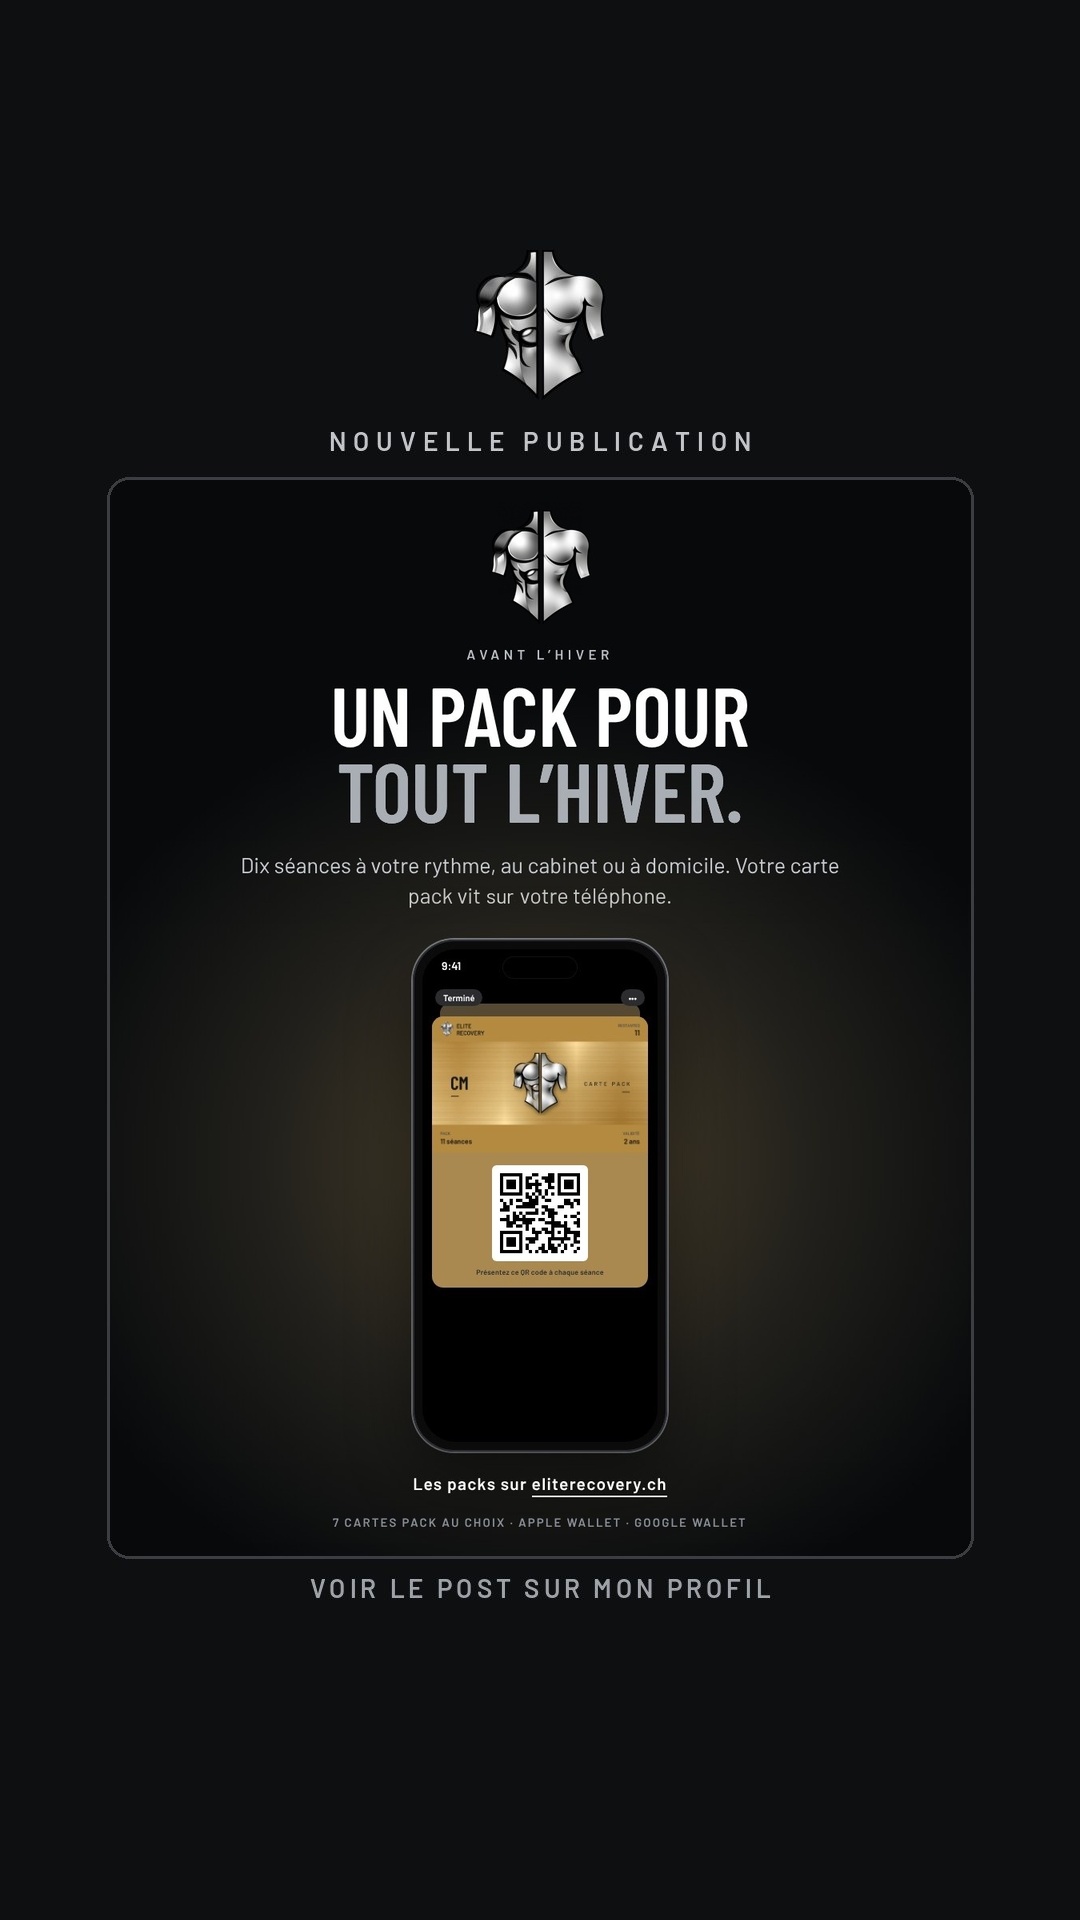 NOUVELLE PUBLICATION
AVANT L’HIVER
UN PACK POUR
TOUT L’HIVER.
Dix séances à votre rythme, au cabinet ou à domicile. Votre carte
pack vit sur votre téléphone.
9:41
Terminé
ELITE
RECOVERY
11
CM
CARTE PACK
PACK
VALIDITÉ
11 séances
2 ans
Présentez ce QR code à chaque séance
Les packs sur eliterecovery.ch
7 CARTES PACK AU CHOIX · APPLE WALLET · GOOGLE WALLET
VOIR LE POST SUR MON PROFIL